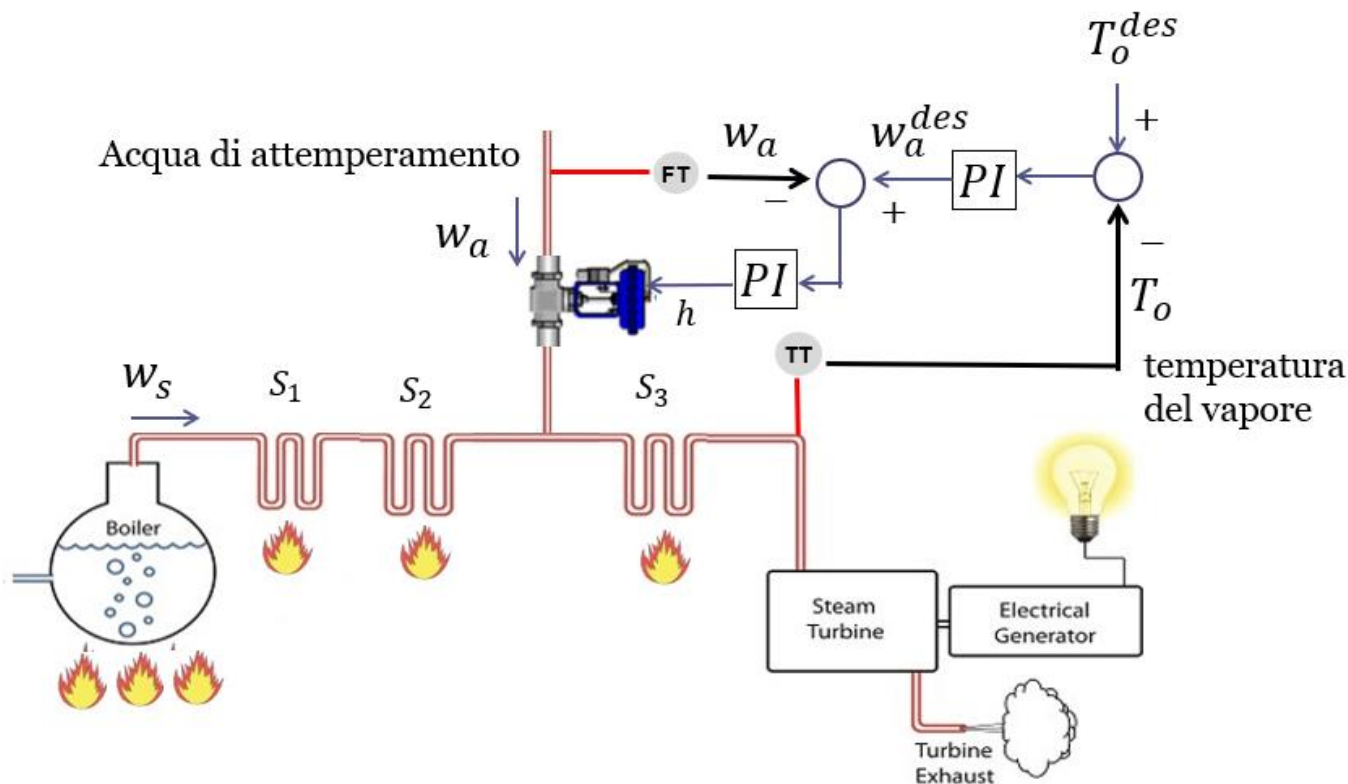 T_o^{des}
+
w_a
w_a^{des}
Acqua di attemperamento
FT
PI
−
+
−
w_a
PI
T_o
h
TT
temperatura
del vapore
w_s
S_1
S_2
S_3
Boiler
Steam
Turbine
Electrical
Generator
Turbine
Exhaust